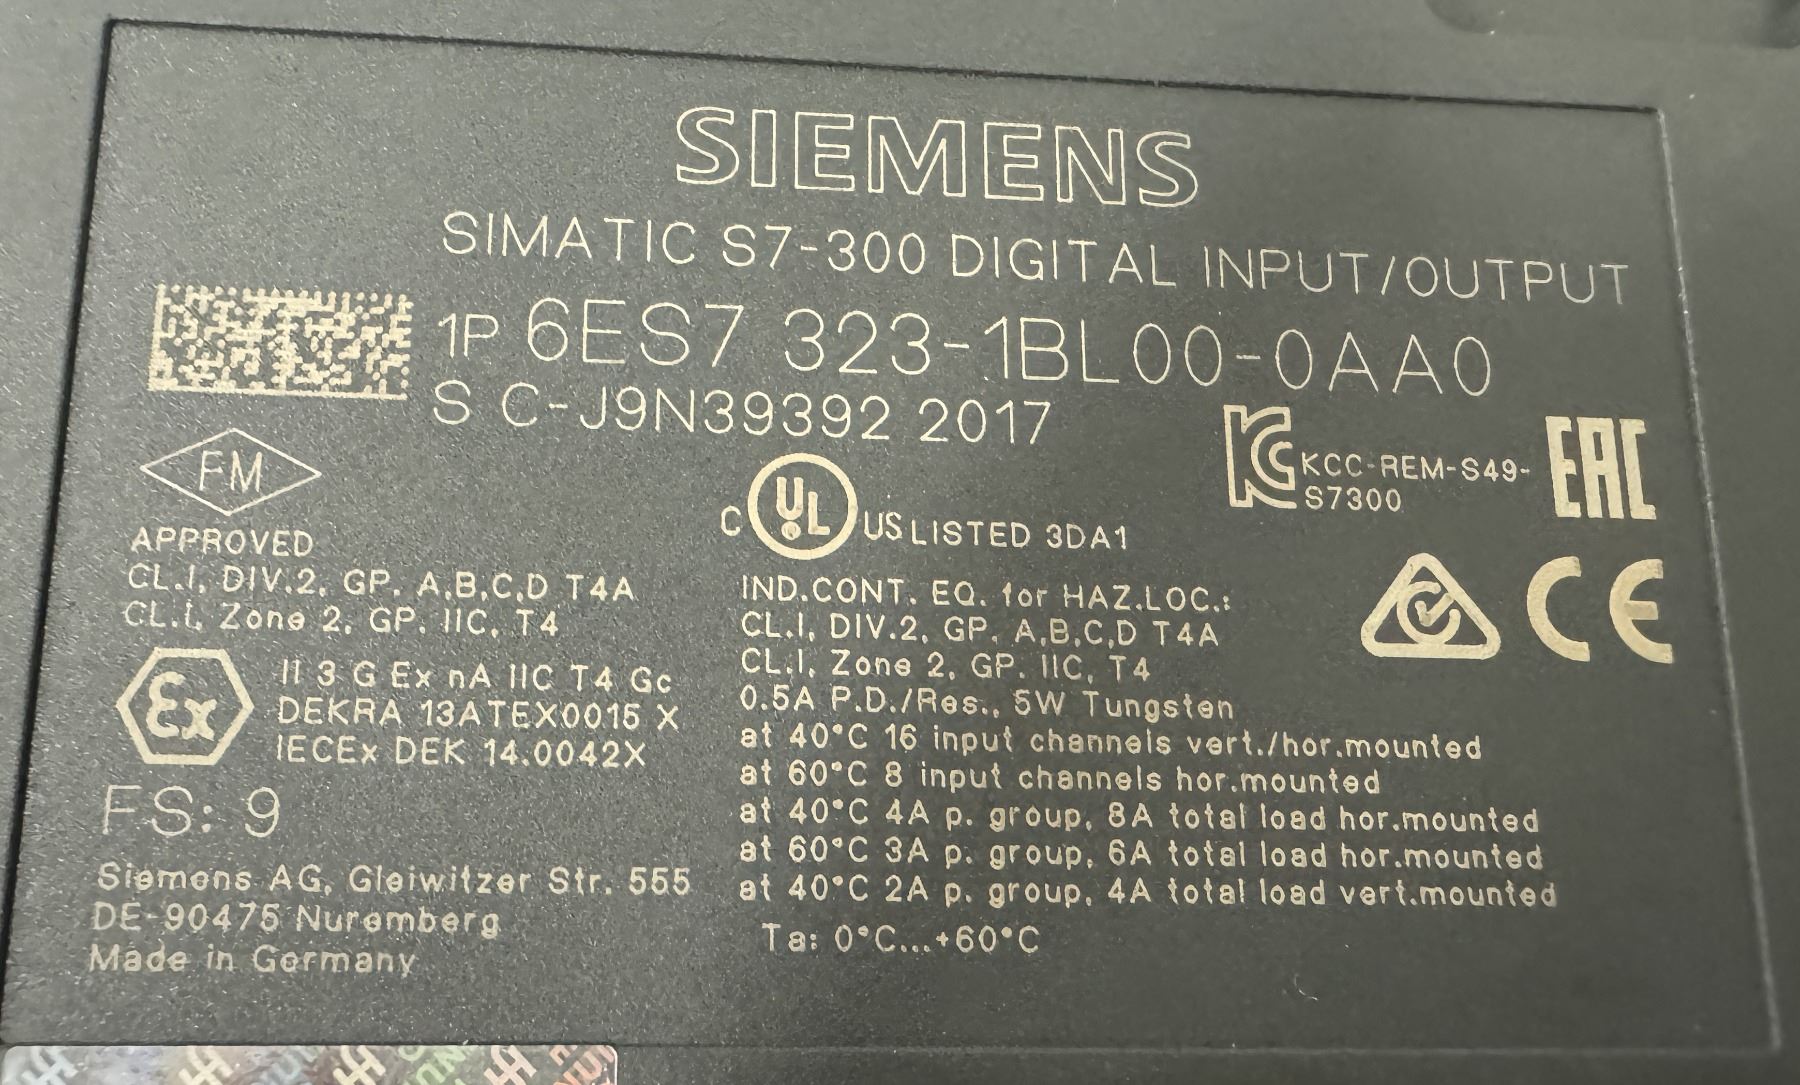 SIEMENS
SIMATIC S7-300 DIGITAL INPUT/OUTPUT
1P 6ES7 323-1BL00-0AA0
S C-J9N39392 2017
FM
APPROVED
CL.I, DIV.2, GP. A,B,C,D T4A
CL.I, Zone 2, GP. IIC, T4
Ex
II 3 G Ex nA IIC T4 Gc
DEKRA 13ATEX0015 X
IECEx DEK 14.0042X
FS: 9
Siemens AG, Gleiwitzer Str. 555
DE-90475 Nuremberg
Made in Germany
C UL US LISTED 3DA1
IND.CONT. EQ. for HAZ.LOC.:
CL.I, DIV.2, GP. A,B,C,D T4A
CL.I, Zone 2, GP. IIC, T4
0.5A P.D./Res., 5W Tungsten
at 40°C 16 input channels vert./hor.mounted
at 60°C 8 input channels hor.mounted
at 40°C 4A p. group, 8A total load hor.mounted
at 60°C 3A p. group, 6A total load hor.mounted
at 40°C 2A p. group, 4A total load vert.mounted
Ta: 0°C...+60°C
KC KCC-REM-S49-
S7300
EAC
CE